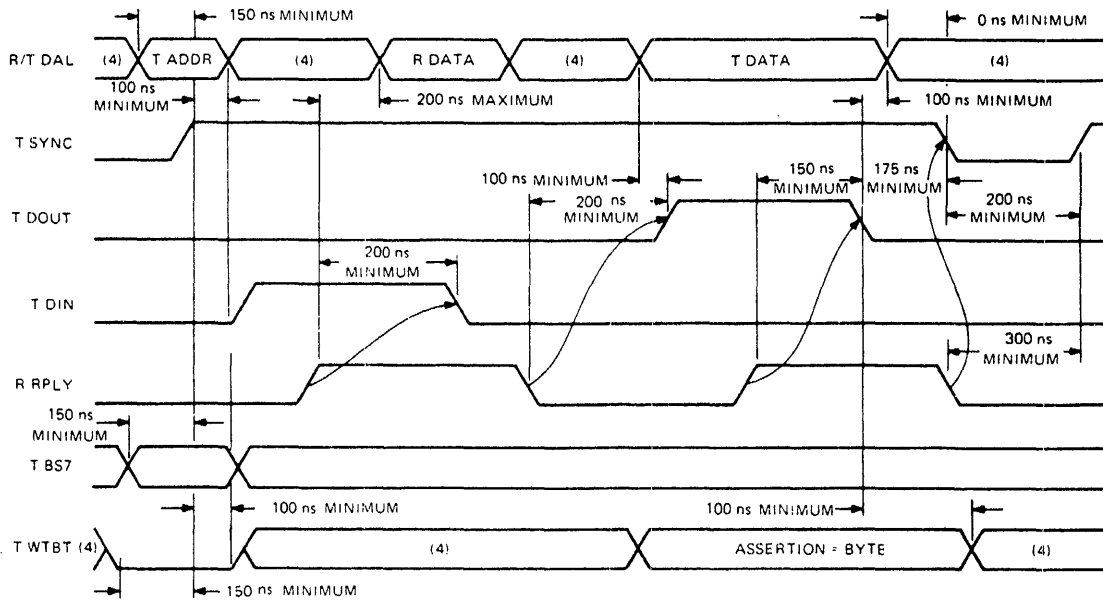 150 ns MINIMUM
0 ns MINIMUM
R/T DAL
(4)
T ADDR
(4)
R DATA
(4)
T DATA
(4)
100 ns
MINIMUM
200 ns MAXIMUM
100 ns MINIMUM
T SYNC
100 ns MINIMUM
150 ns
MINIMUM
175 ns
MINIMUM
200 ns
MINIMUM
200 ns
MINIMUM
T DOUT
200 ns
MINIMUM
T DIN
300 ns
MINIMUM
R RPLY
150 ns
MINIMUM
T BS7
100 ns MINIMUM
100 ns MINIMUM
T WTBT (4)
(4)
ASSERTION = BYTE
(4)
150 ns MINIMUM